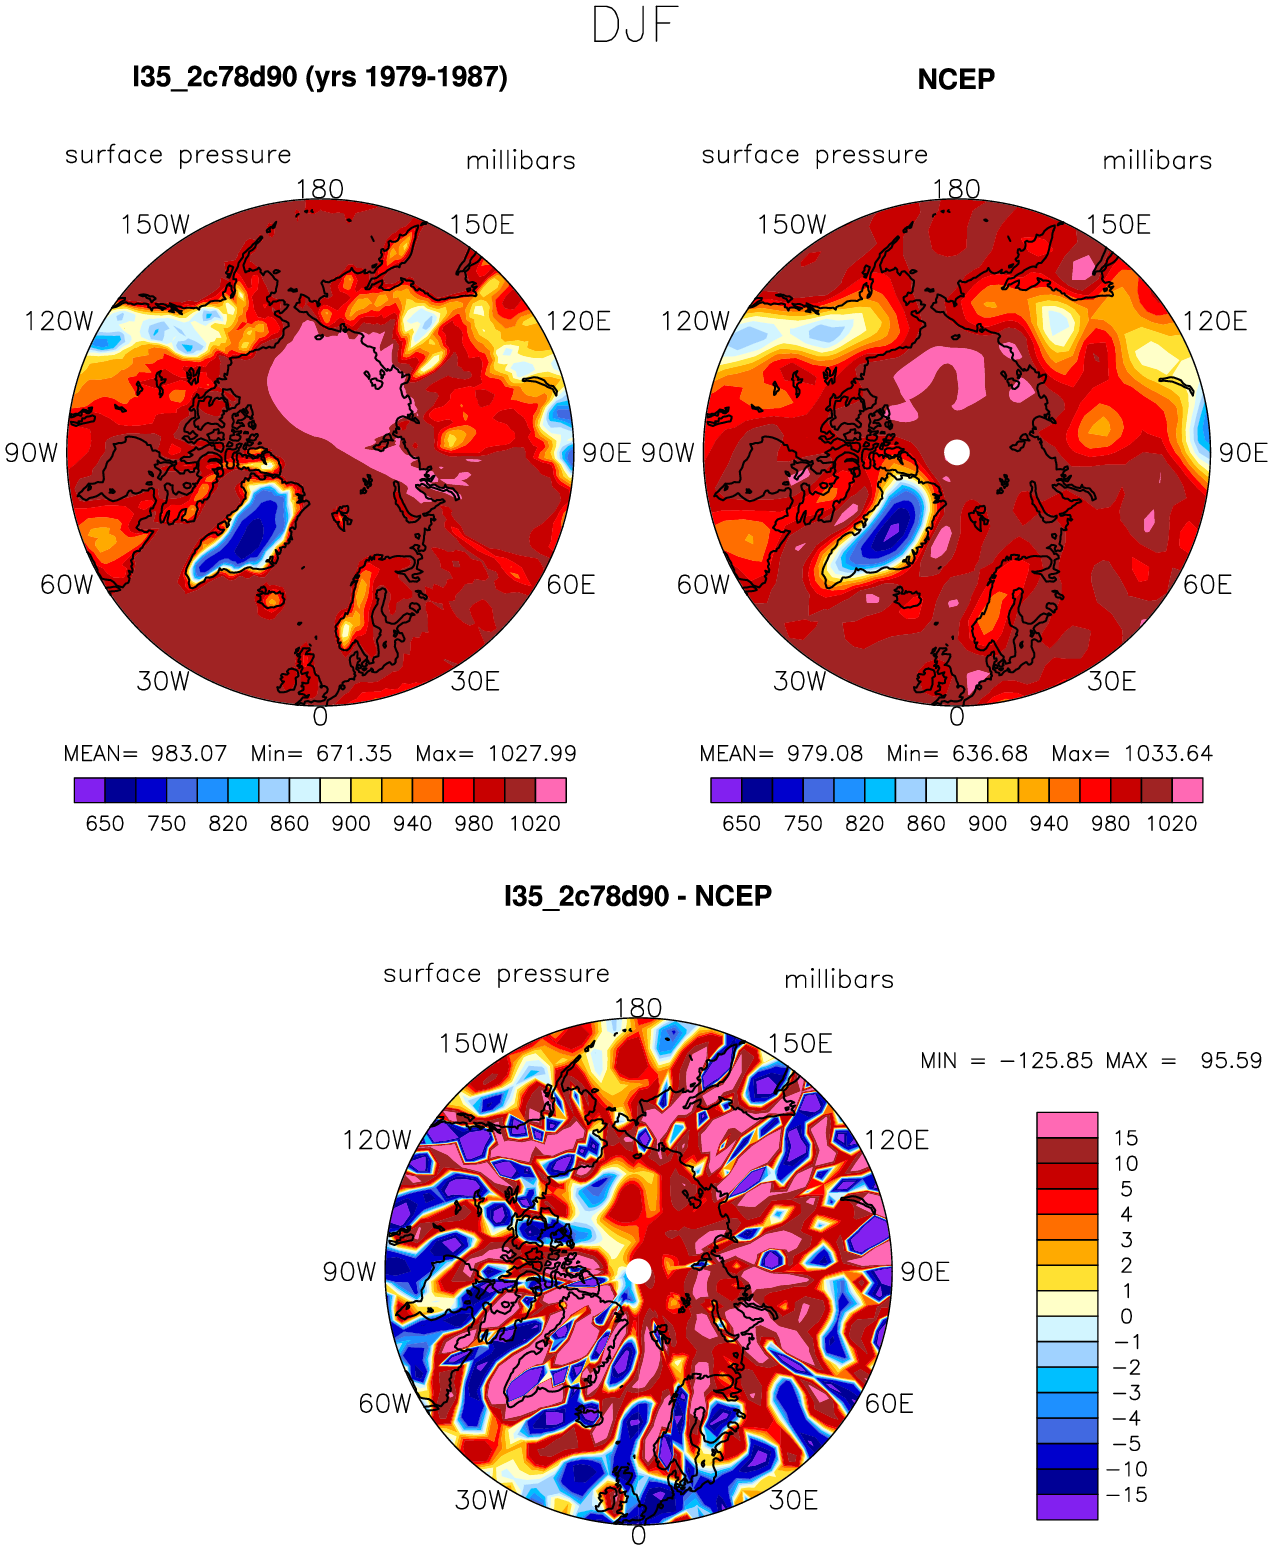 DJF
I35_2c78d90 (yrs 1979-1987)
NCEP
surface pressure millibars
surface pressure millibars
180
150W 150E
120W 120E
90W 90E
60W 60E
30W 30E
0
180
150W 150E
120W 120E
90W 90E
60W 60E
30W 30E
0
MEAN= 983.07 Min= 671.35 Max= 1027.99
MEAN= 979.08 Min= 636.68 Max= 1033.64
650 750 820 860 900 940 980 1020
650 750 820 860 900 940 980 1020
I35_2c78d90 - NCEP
surface pressure millibars
180
150W 150E
120W 120E
90W 90E
60W 60E
30W 30E
0
MIN = -125.85 MAX = 95.59
15
10
5
4
3
2
1
0
-1
-2
-3
-4
-5
-10
-15